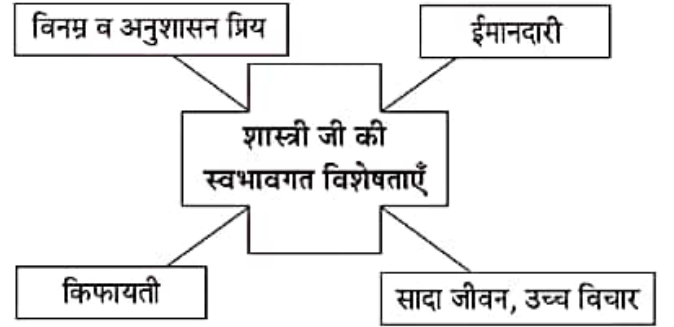 विनम्र व अनुशासन प्रिय
ईमानदारी
शास्त्री जी की
स्वभावगत विशेषताएँ
किफायती
सादा जीवन, उच्च विचार